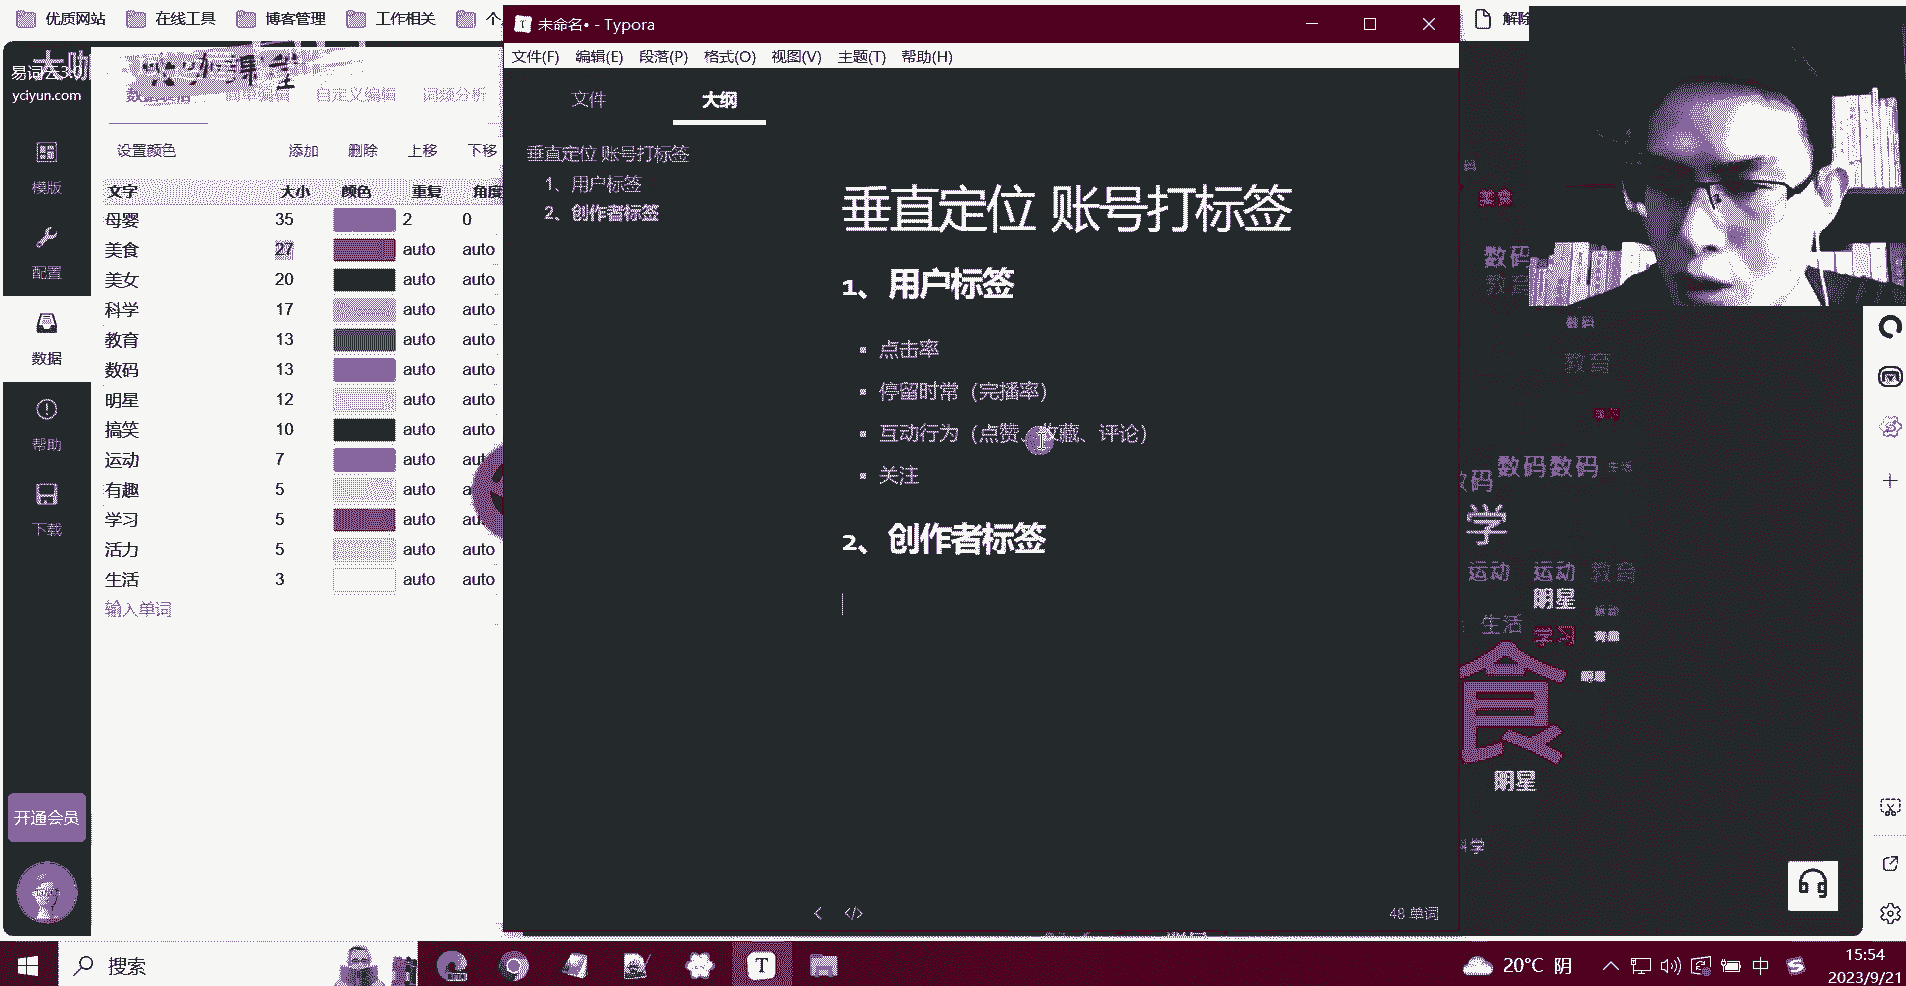 优质网站
在线工具
博客管理
工作相关
个
未命名• - Typora
解除
易词云3.0
yciyun.com
大咖
数据
简单编辑
自定义编辑
词频分析
文件(F)
编辑(E)
段落(P)
格式(O)
视图(V)
主题(T)
帮助(H)
设置颜色
添加
删除
上移
下移
文字 大小 颜色 重复 角度
母婴 35 2 0
美食 27 auto auto
美女 20 auto auto
科学 17 auto auto
教育 13 auto auto
数码 13 auto auto
明星 12 auto auto
搞笑 10 auto auto
运动 7 auto au
有趣 5 auto a
学习 5 auto au
活力 5 auto auto
生活 3 auto auto
输入单词
模版
配置
数据
帮助
下载
开通会员
文件
大纲
垂直定位 账号打标签
1、用户标签
2、创作者标签
垂直定位 账号打标签
1、用户标签
点击率
停留时常（完播率）
互动行为（点赞、收藏、评论）
关注
2、创作者标签
48 单词
美食
数码
教育
数码
教育
数码数码 生活
数码
学
运动 运动 教育
明星
生活 学习
食
明星
科学
搜索
20°C 阴
中
15:54
2023/9/21